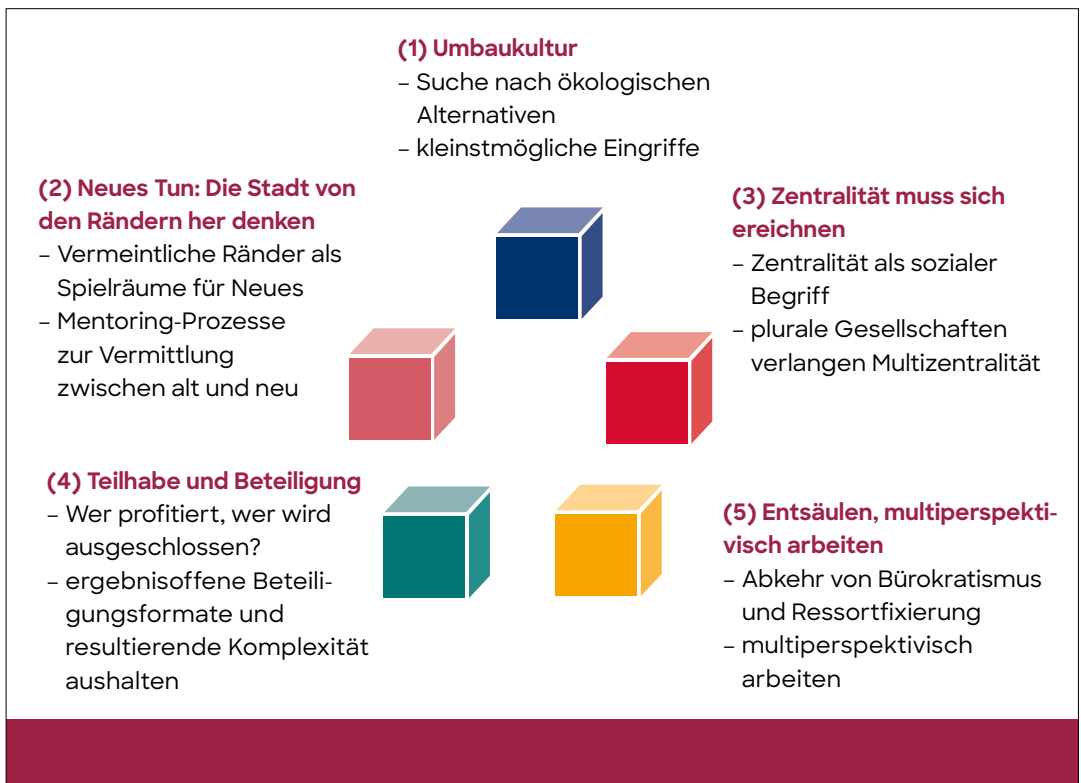 (1) Umbaukultur
– Suche nach ökologischen
Alternativen
– kleinstmögliche Eingriffe
(2) Neues Tun: Die Stadt von
den Rändern her denken
– Vermeintliche Ränder als
Spielräume für Neues
– Mentoring-Prozesse
zur Vermittlung
zwischen alt und neu
(3) Zentralität muss sich
ereichnen
– Zentralität als sozialer
Begriff
– plurale Gesellschaften
verlangen Multizentralität
(4) Teilhabe und Beteiligung
– Wer profitiert, wer wird
ausgeschlossen?
– ergebnisoffene Beteili-
gungsformate und
resultierende Komplexität
aushalten
(5) Entsäulen, multiperspekti-
visch arbeiten
– Abkehr von Bürokratismus
und Ressortfixierung
– multiperspektivisch
arbeiten